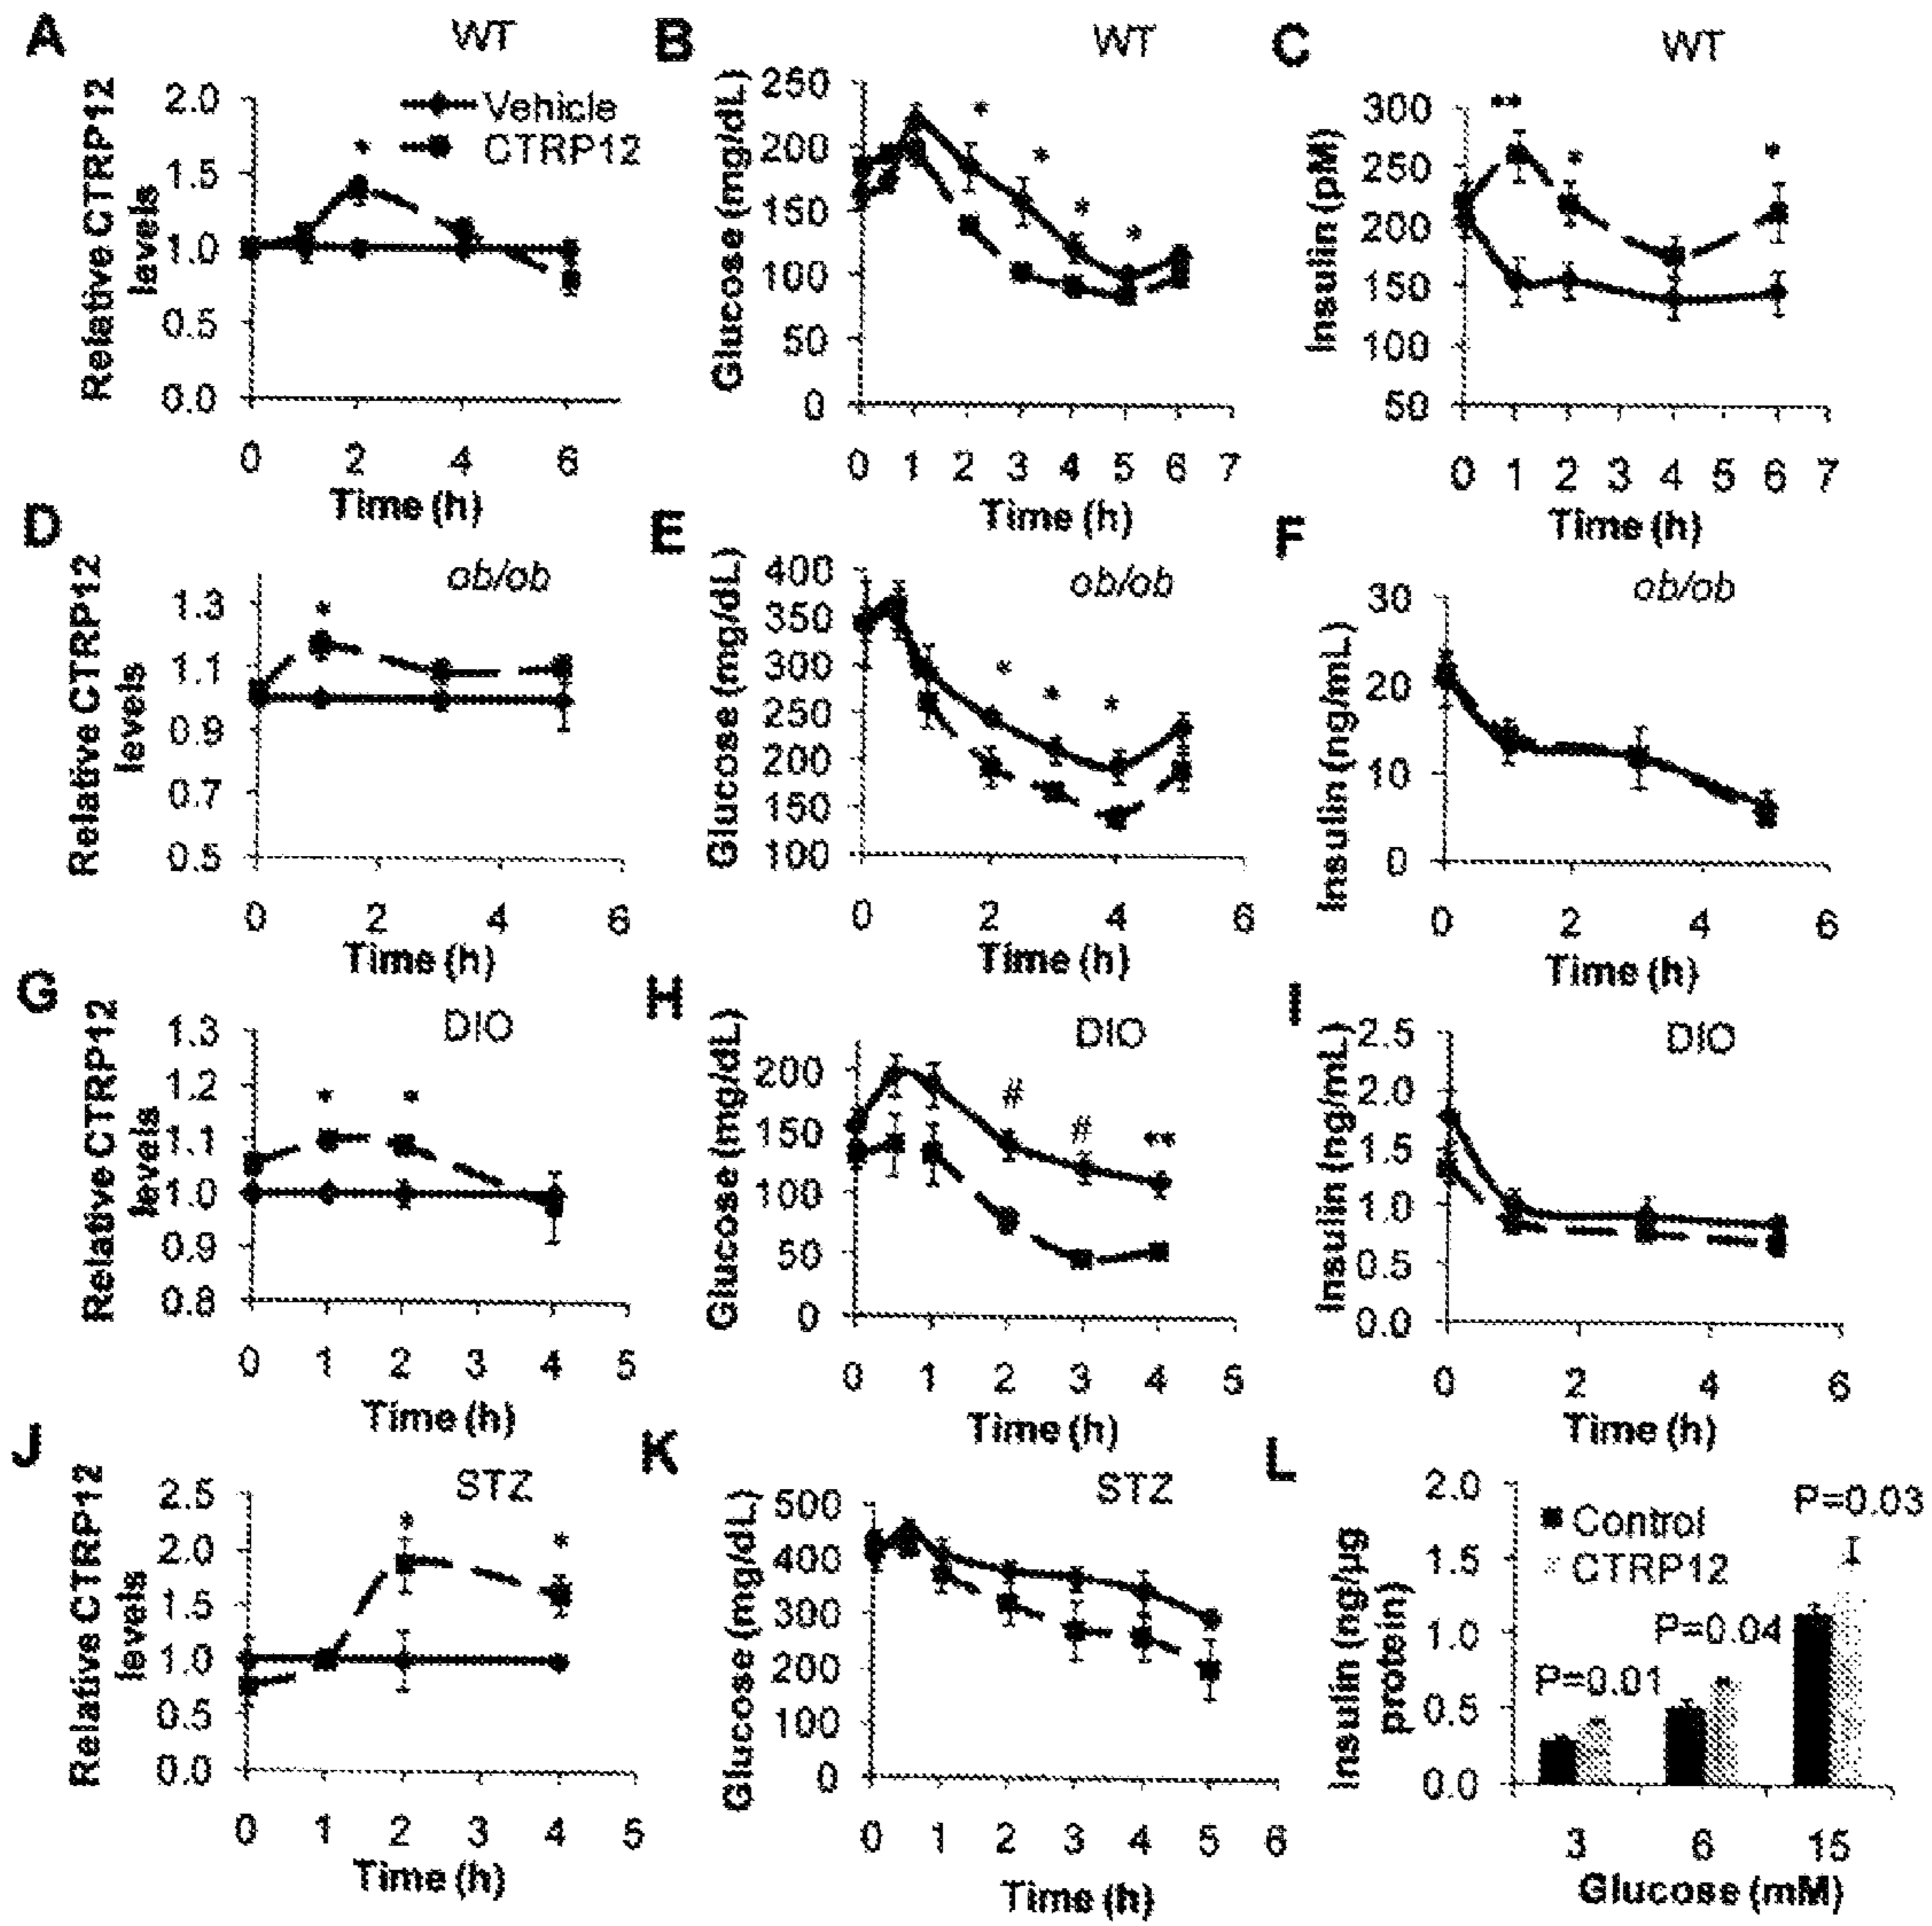 A
WT
Relative CTRP12
levels
2.0
1.5
1.0
0.5
0.0
Vehicle
CTRP12
*
0 2 4 6
Time (h)
B
WT
Glucose (mg/dL)
250
200
150
100
50
0
* * * *
0 1 2 3 4 5 6 7
Time (h)
C
WT
Insulin (pM)
300
250
200
150
100
50
** * *
0 1 2 3 4 5 6 7
Time (h)
D
ob/ob
Relative CTRP12
levels
1.3
1.1
0.9
0.7
0.5
*
0 2 4 6
Time (h)
E
ob/ob
Glucose (mg/dL)
400
350
300
250
200
150
100
* * *
0 2 4 6
Time (h)
F
ob/ob
Insulin (ng/mL)
30
20
10
0
0 2 4 6
Time (h)
G
DIO
Relative CTRP12
levels
1.3
1.2
1.1
1.0
0.9
0.8
* *
0 1 2 3 4 5
Time (h)
H
DIO
Glucose (mg/dL)
200
150
100
50
0
# # **
0 1 2 3 4 5
Time (h)
I
DIO
Insulin (ng/mL)
2.5
2.0
1.5
1.0
0.5
0.0
0 2 4 6
Time (h)
J
STZ
Relative CTRP12
levels
2.5
2.0
1.5
1.0
0.5
0.0
* *
0 1 2 3 4 5
Time (h)
K
STZ
Glucose (mg/dL)
500
400
300
200
100
0
0 1 2 3 4 5 6
Time (h)
L
Insulin (ng/µg
protein)
2.0
1.5
1.0
0.5
0.0
Control
CTRP12
P=0.01
P=0.04
P=0.03
3 6 15
Glucose (mM)